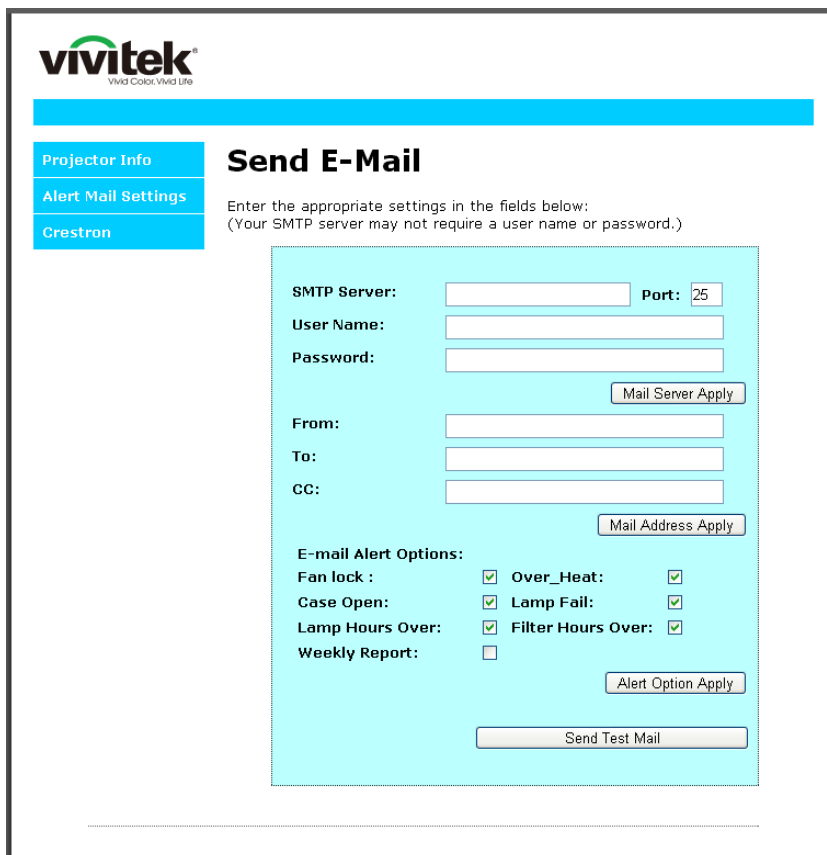 vivitek®
Vivid Color, Vivid Life
Projector Info
Alert Mail Settings
Crestron
Send E-Mail
Enter the appropriate settings in the fields below:
(Your SMTP server may not require a user name or password.)
SMTP Server: Port: 25
User Name:
Password:
Mail Server Apply
From:
To:
CC:
Mail Address Apply
E-mail Alert Options:
Fan lock : Over_Heat:
Case Open: Lamp Fail:
Lamp Hours Over: Filter Hours Over:
Weekly Report:
Alert Option Apply
Send Test Mail